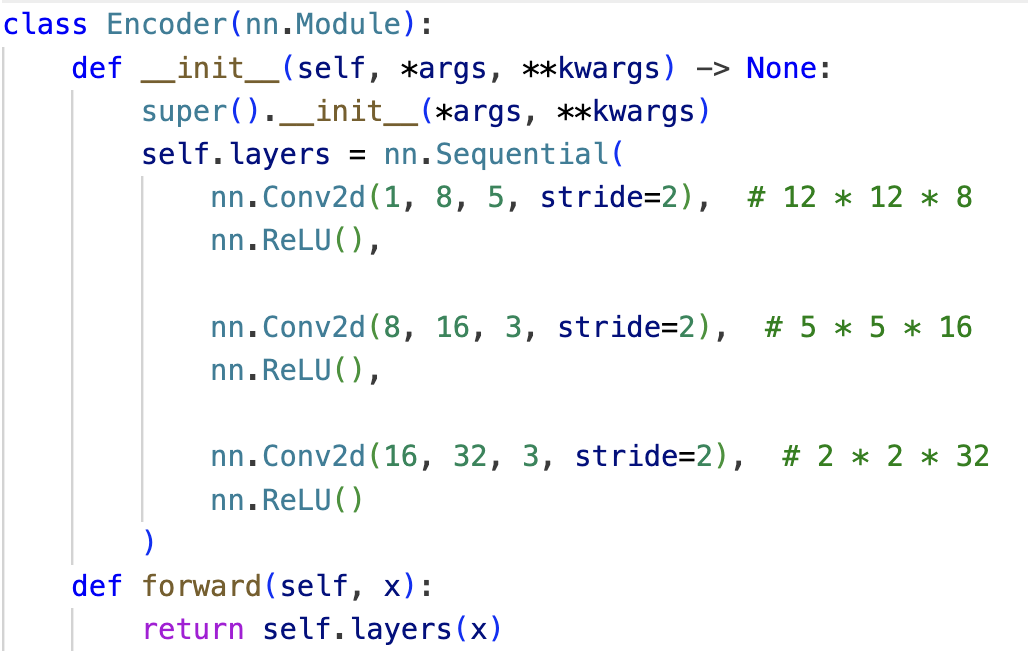 class Encoder(nn.Module):
    def __init__(self, *args, **kwargs) -> None:
        super().__init__(*args, **kwargs)
        self.layers = nn.Sequential(
            nn.Conv2d(1, 8, 5, stride=2),  # 12 * 12 * 8
            nn.ReLU(),

            nn.Conv2d(8, 16, 3, stride=2),  # 5 * 5 * 16
            nn.ReLU(),

            nn.Conv2d(16, 32, 3, stride=2),  # 2 * 2 * 32
            nn.ReLU()
        )
    def forward(self, x):
        return self.layers(x)